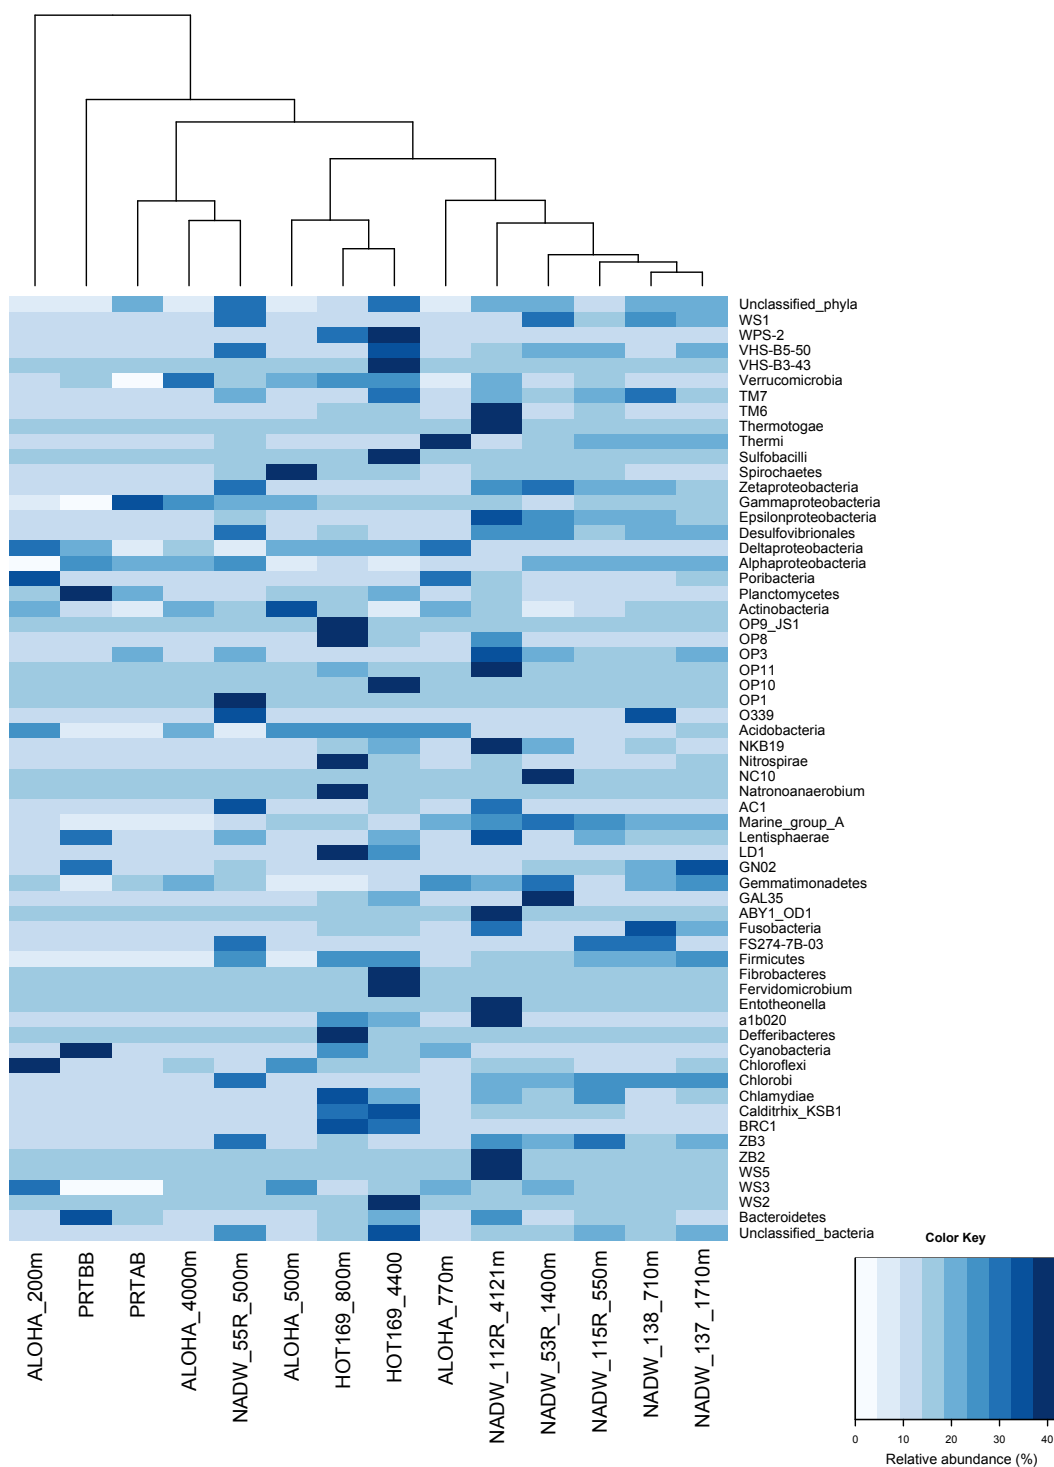 Unclassified_phyla
WS1
WPS-2
VHS-B5-50
VHS-B3-43
Verrucomicrobia
TM7
TM6
Thermotogae
Thermi
Sulfobacilli
Spirochaetes
Zetaproteobacteria
Gammaproteobacteria
Epsilonproteobacteria
Desulfovibrionales
Deltaproteobacteria
Alphaproteobacteria
Poribacteria
Planctomycetes
Actinobacteria
OP9_JS1
OP8
OP3
OP11
OP10
OP1
O339
Acidobacteria
NKB19
Nitrospirae
NC10
Natronoanaerobium
AC1
Marine_group_A
Lentisphaerae
LD1
GN02
Gemmatimonadetes
GAL35
ABY1_OD1
Fusobacteria
FS274-7B-03
Firmicutes
Fibrobacteres
Fervidomicrobium
Entotheonella
a1b020
Defferibacteres
Cyanobacteria
Chloroflexi
Chlorobi
Chlamydiae
Calditrhix_KSB1
BRC1
ZB3
ZB2
WS5
WS3
WS2
Bacteroidetes
Unclassified_bacteria
ALOHA_200m
PRTBB
PRTAB
ALOHA_4000m
NADW_55R_500m
ALOHA_500m
HOT169_800m
HOT169_4400
ALOHA_770m
NADW_112R_4121m
NADW_53R_1400m
NADW_115R_550m
NADW_138_710m
NADW_137_1710m
Color Key
0 10 20 30 40
Relative abundance (%)